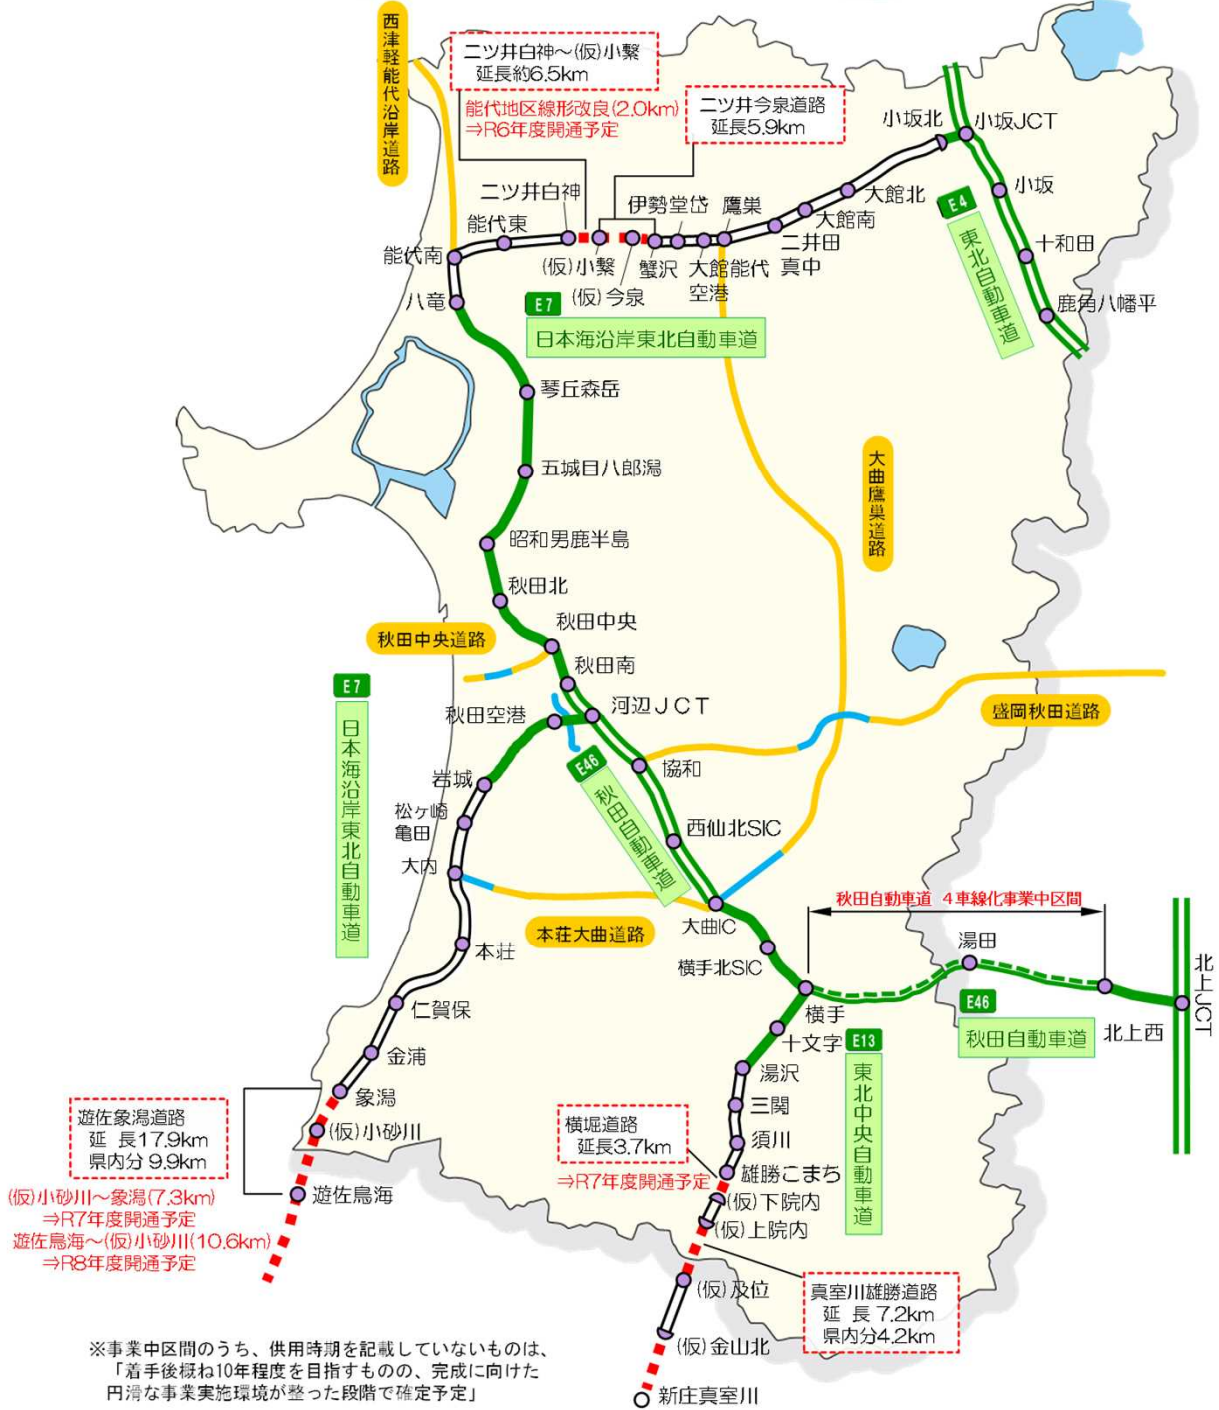 西津軽能代沿岸道路
二ツ井白神～(仮)小繋
延長約6.5km
能代地区線形改良(2.0km)
⇒R6年度開通予定
二ツ井今泉道路
延長5.9km
小坂北
小坂JCT
小坂
十和田
鹿角八幡平
E4
東北自動車道
大館北
大館南
二井田
真中
鷹巣
大館能代
空港
伊勢堂岱
蟹沢
(仮)今泉
(仮)小繋
二ツ井白神
能代東
能代南
八竜
E7
日本海沿岸東北自動車道
琴丘森岳
五城目八郎潟
昭和男鹿半島
秋田北
秋田中央
秋田中央道路
秋田南
河辺JCT
秋田空港
大曲鷹巣道路
盛岡秋田道路
E7
日本海沿岸東北自動車道
岩城
松ヶ崎
亀田
大内
本荘
仁賀保
金浦
象潟
(仮)小砂川
遊佐鳥海
E46
秋田自動車道
協和
西仙北SIC
大曲IC
本荘大曲道路
横手北SIC
横手
秋田自動車道 4車線化事業中区間
湯田
北上西
北上JCT
E46
秋田自動車道
十文字
湯沢
三関
須川
雄勝こまち
(仮)下院内
(仮)上院内
(仮)及位
(仮)金山北
新庄真室川
E13
東北中央自動車道
横堀道路
延長3.7km
⇒R7年度開通予定
真室川雄勝道路
延 長 7.2km
県内分4.2km
遊佐象潟道路
延 長17.9km
県内分 9.9km
(仮)小砂川～象潟(7.3km)
⇒R7年度開通予定
遊佐鳥海～(仮)小砂川(10.6km)
⇒R8年度開通予定
※事業中区間のうち、供用時期を記載していないものは、
「着手後概ね10年程度を目指すものの、完成に向けた
円滑な事業実施環境が整った段階で確定予定」